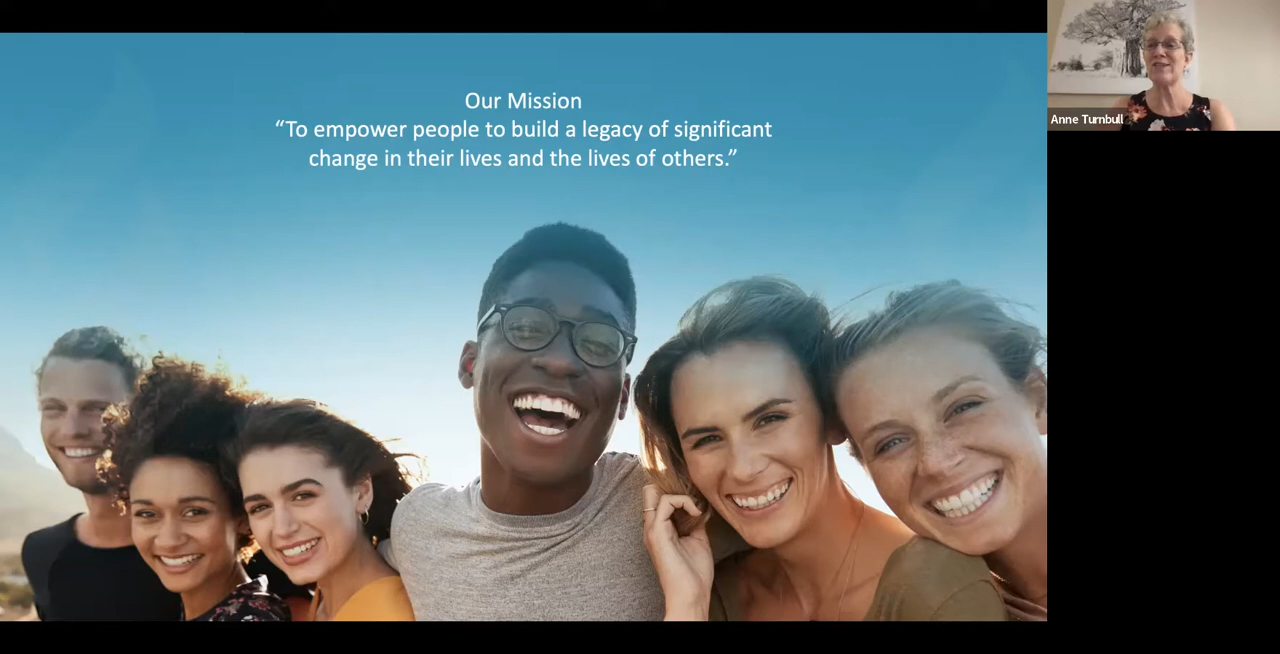 Our Mission
“To empower people to build a legacy of significant
change in their lives and the lives of others.”
Anne Turnbull